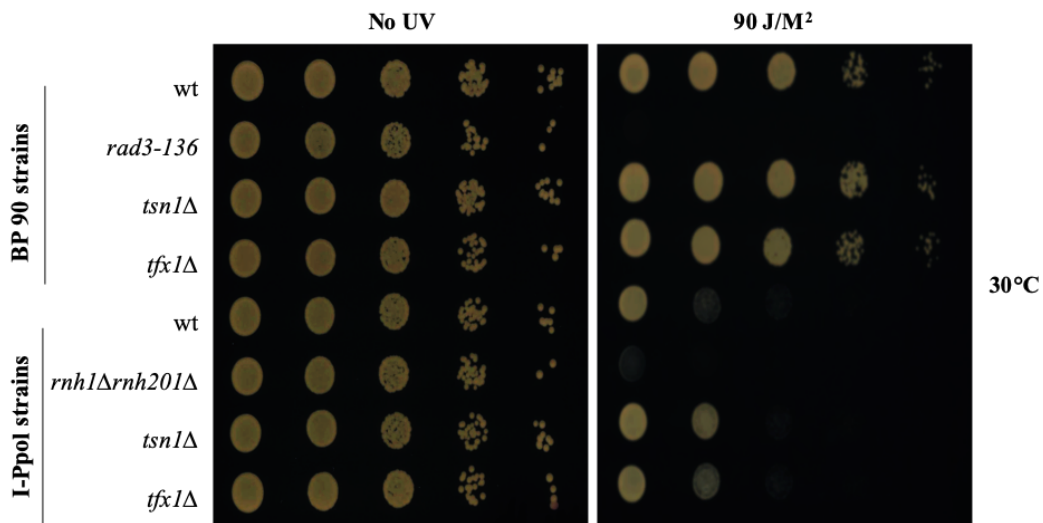 No UV
90 J/M²
BP 90 strains
wt
rad3-136
tsn1Δ
tfx1Δ
30°C
I-PpoI strains
wt
rnh1Δrnh201Δ
tsn1Δ
tfx1Δ